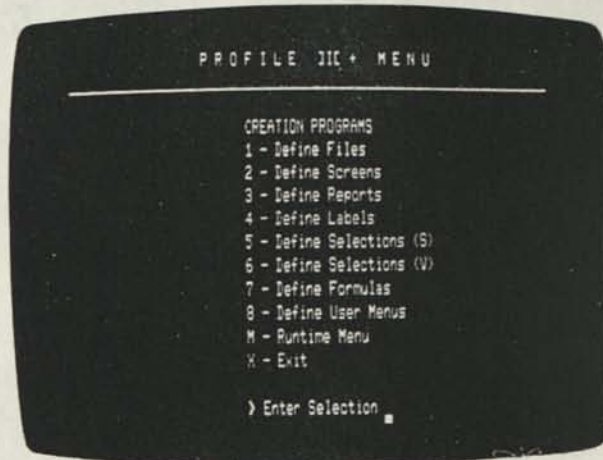 PROFILE III+ MENU
CREATION PROGRAMS
1 - Define Files
2 - Define Screens
3 - Define Reports
4 - Define Labels
5 - Define Selections (S)
6 - Define Selections (V)
7 - Define Formulas
8 - Define User Menus
M - Runtime Menu
X - Exit
> Enter Selection